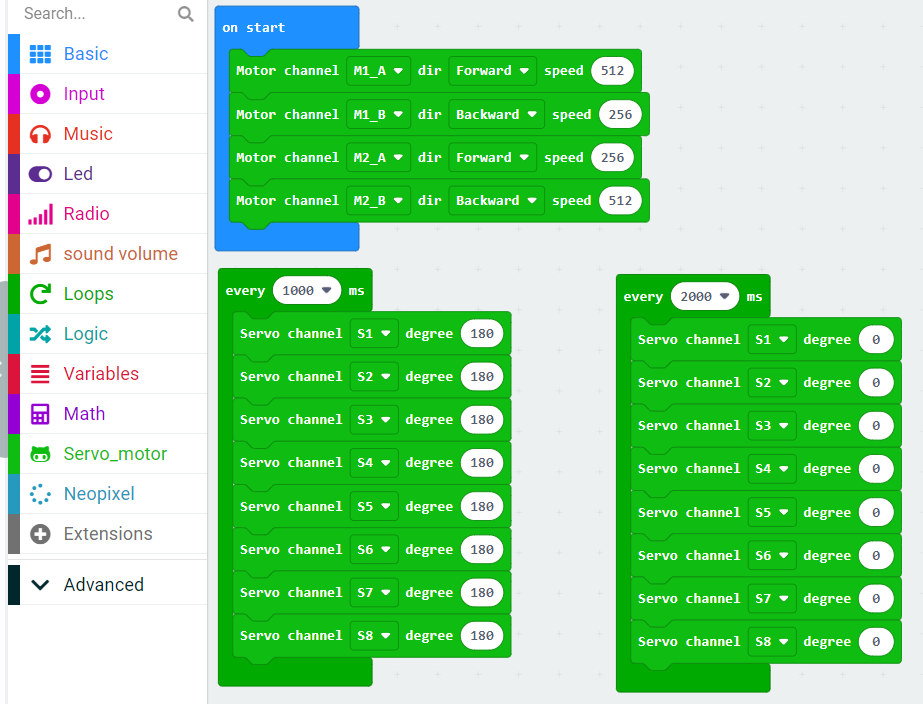 Search...
Basic
Input
Music
Led
Radio
sound volume
Loops
Logic
Variables
Math
Servo_motor
Neopixel
Extensions
Advanced
on start
Motor channel M1_A dir Forward speed 512
Motor channel M1_B dir Backward speed 256
Motor channel M2_A dir Forward speed 256
Motor channel M2_B dir Backward speed 512
every 1000 ms
Servo channel S1 degree 180
Servo channel S2 degree 180
Servo channel S3 degree 180
Servo channel S4 degree 180
Servo channel S5 degree 180
Servo channel S6 degree 180
Servo channel S7 degree 180
Servo channel S8 degree 180
every 2000 ms
Servo channel S1 degree 0
Servo channel S2 degree 0
Servo channel S3 degree 0
Servo channel S4 degree 0
Servo channel S5 degree 0
Servo channel S6 degree 0
Servo channel S7 degree 0
Servo channel S8 degree 0